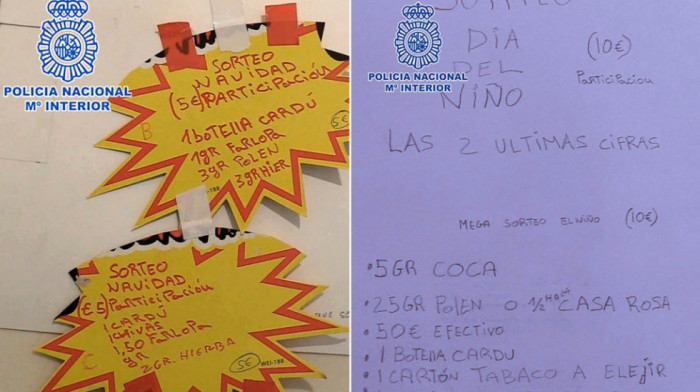 POLICIA NACIONAL
Mº INTERIOR
SORTEO
NAVIDAD
(5€) PARTICIPACIÓN
1 BOTELLA CARDÚ
1gR FARLOPA
3gR POLEN
3gR HIER
B
5€
SORTEO
NAVIDAD
(€5) PARTICIPACIÓN
1 CARDÚ
1 CHIVAS
1,50 FARLOPA
gR
2 GR. HIERBA
C
5€
POLICIA NACIONAL
Mº INTERIOR
SORTEO
DIA
DEL
NIÑO
(10€)
PARTICIPACION
LAS 2 ULTIMAS CIFRAS
MEGA SORTEO EL NIÑO (10€)
• 5GR COCA
• 25GR POLEN O 1/2 CASA ROSA
• 50€ EFECTIVO
• 1 BOTELLA CARDU
• 1 CARTÓN TABACO A ELEJIR